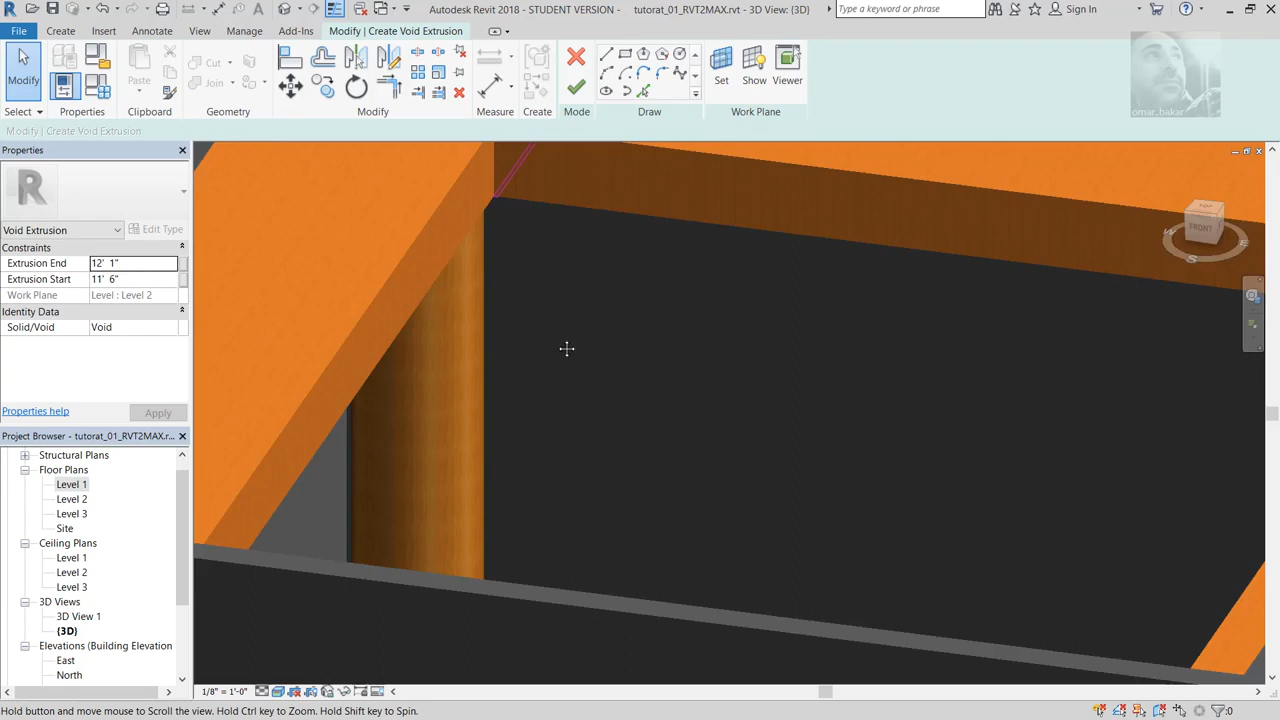 Autodesk Revit 2018 - STUDENT VERSION - tutorat_01_RVT2MAX.rvt - 3D View: {3D}
Type a keyword or phrase
Sign In
File Create Insert Annotate View Manage Add-Ins Modify | Create Void Extrusion
Modify
Paste
Cut
Join
Set Show Viewer
Select Properties Clipboard Geometry Modify Measure Create Mode Draw Work Plane
omar_bakar
Modify | Create Void Extrusion
Properties
Void Extrusion
Edit Type
Constraints
Extrusion End 12' 1"
Extrusion Start 11' 6"
Work Plane Level : Level 2
Identity Data
Solid/Void Void
Properties help
Apply
Project Browser - tutorat_01_RVT2MAX.r...
Structural Plans
Floor Plans
Level 1
Level 2
Level 3
Site
Ceiling Plans
Level 1
Level 2
Level 3
3D Views
3D View 1
{3D}
Elevations (Building Elevation
East
North
TOP
FRONT
W
S
E
1/8" = 1'-0"
Hold button and move mouse to Scroll the view. Hold Ctrl key to Zoom. Hold Shift key to Spin.
:0